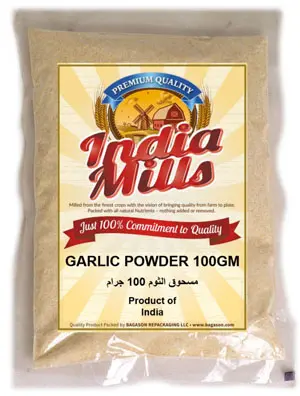 PREMIUM QUALITY
India
Mills
Milled from the finest crops with the vision of bringing quality from farm to plate.
Packed with all natural Nutrients – nothing added or removed.
Just 100% Commitment to Quality
GARLIC POWDER 100GM
مسحوق الثوم 100 جرام
Product of
India
Quality Product Packed by BAGASON REPACKAGING LLC - www.bagason.com